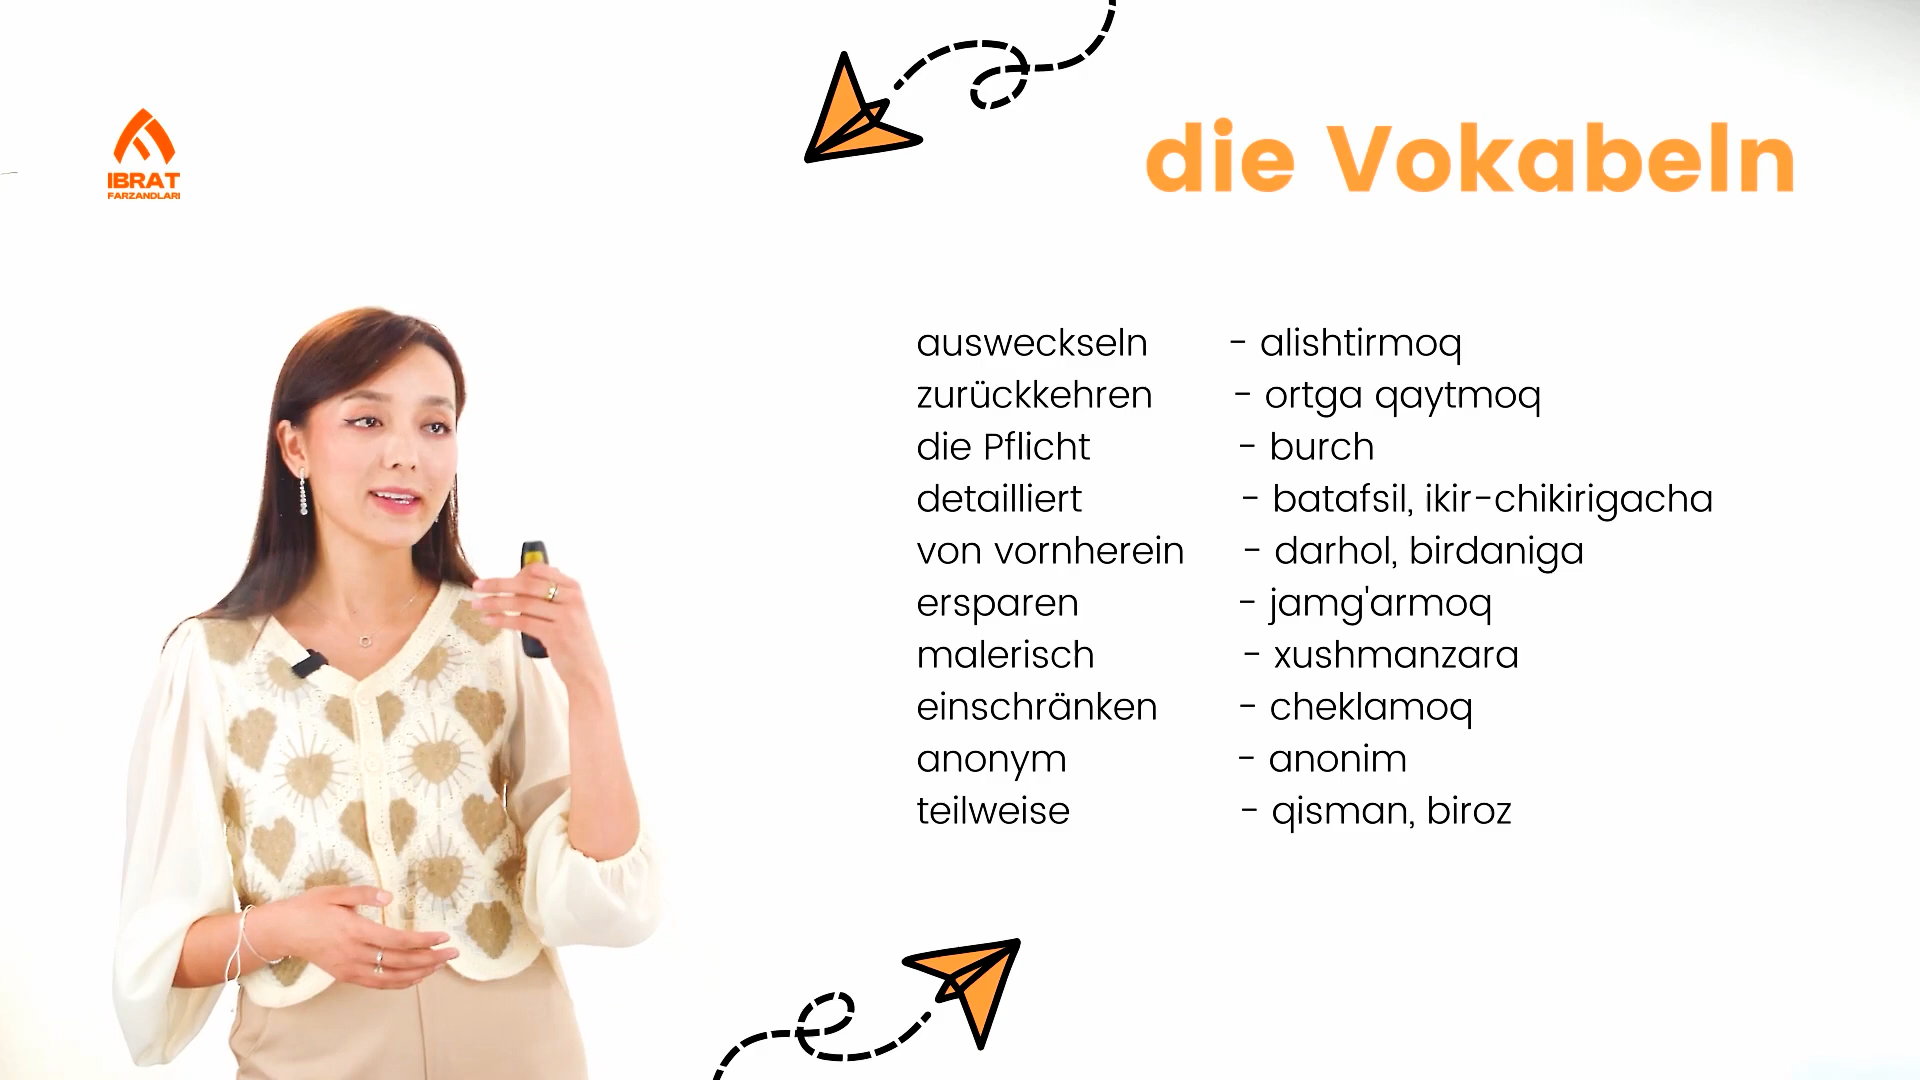 IBRAT
FARZANDLARI
die Vokabeln
ausweckseln - alishtirmoq
zurückkehren - ortga qaytmoq
die Pflicht - burch
detailliert - batafsil, ikir-chikirigacha
von vornherein - darhol, birdaniga
ersparen - jamg'armoq
malerisch - xushmanzara
einschränken - cheklamoq
anonym - anonim
teilweise - qisman, biroz